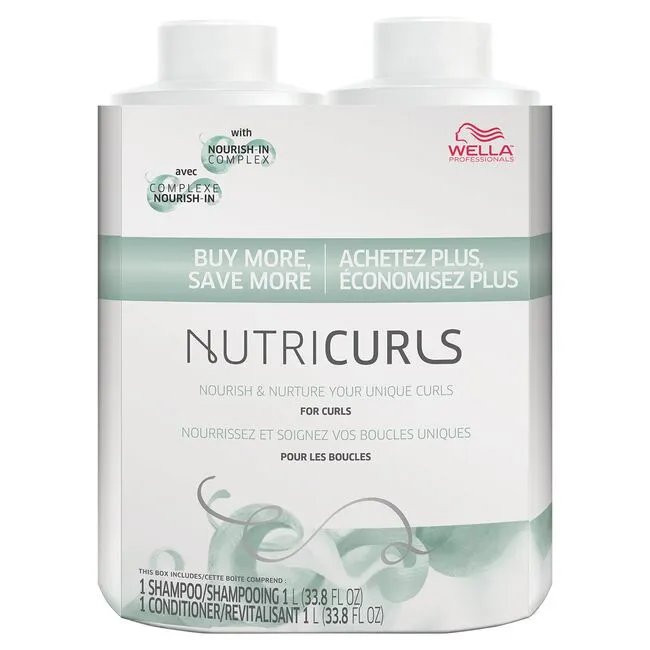 with
NOURISH-IN
COMPLEX
avec
COMPLEXE
NOURISH-IN
WELLA
PROFESSIONALS
BUY MORE,
SAVE MORE
ACHETEZ PLUS,
ÉCONOMISEZ PLUS
NUTRICURLS
NOURISH & NURTURE YOUR UNIQUE CURLS
FOR CURLS
NOURRISSEZ ET SOIGNEZ VOS BOUCLES UNIQUES
POUR LES BOUCLES
THIS BOX INCLUDES/CETTE BOITE COMPREND :
1 SHAMPOO/SHAMPOOING 1 L (33.8 FL OZ)
1 CONDITIONER/REVITALISANT 1 L (33.8 FL OZ)